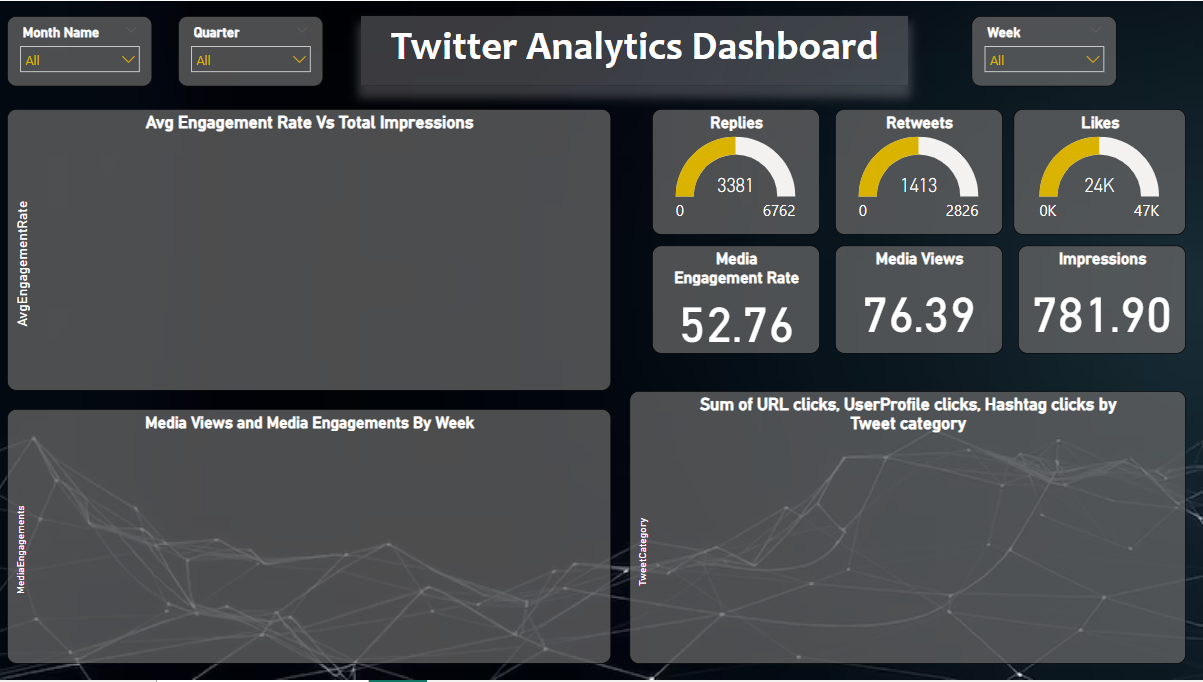 Month Name
All
Quarter
All
Twitter Analytics Dashboard
Week
All
Avg Engagement Rate Vs Total Impressions
AvgEngagementRate
Replies
3381
0
6762
Retweets
1413
0
2826
Likes
24K
0K
47K
Media
Engagement Rate
52.76
Media Views
76.39
Impressions
781.90
Media Views and Media Engagements By Week
MediaEngagements
Sum of URL clicks, UserProfile clicks, Hashtag clicks by
Tweet category
TweetCategory